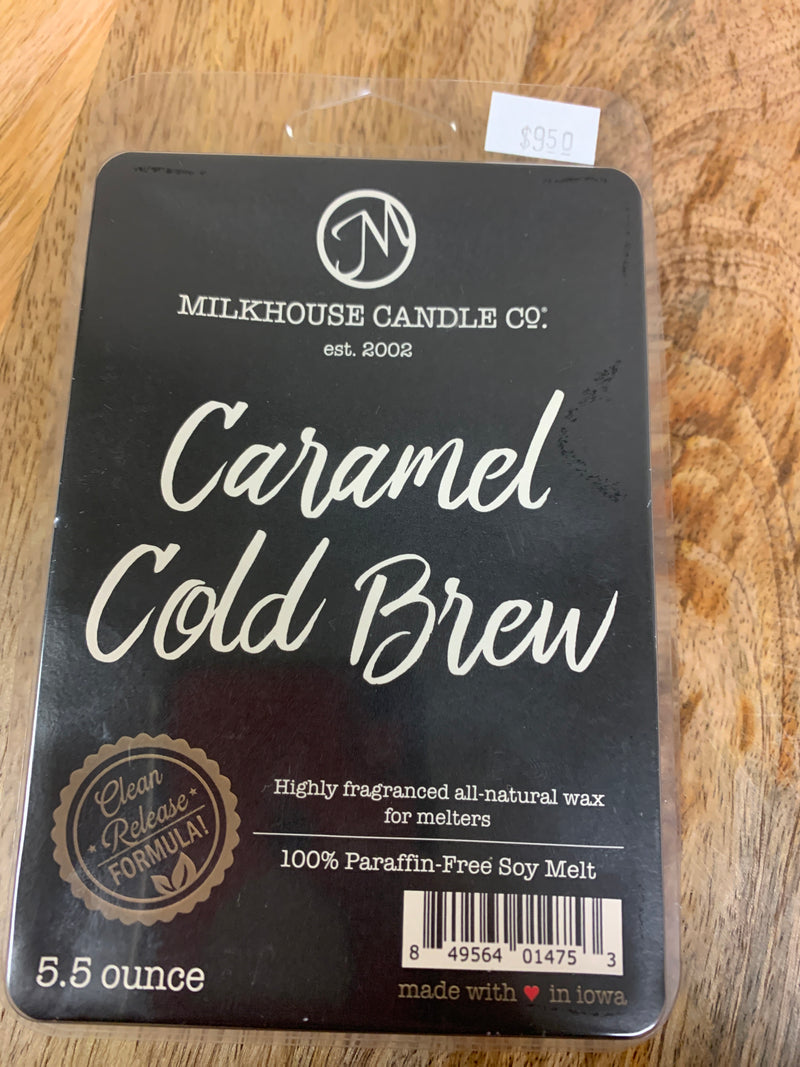 $9.50
M
MILKHOUSE CANDLE CO.®
est. 2002
Caramel
Cold Brew
Clean
Release
FORMULA!
Highly fragranced all-natural wax
for melters
100% Paraffin-Free Soy Melt
8 49564 01475 3
5.5 ounce
made with ♥ in iowa